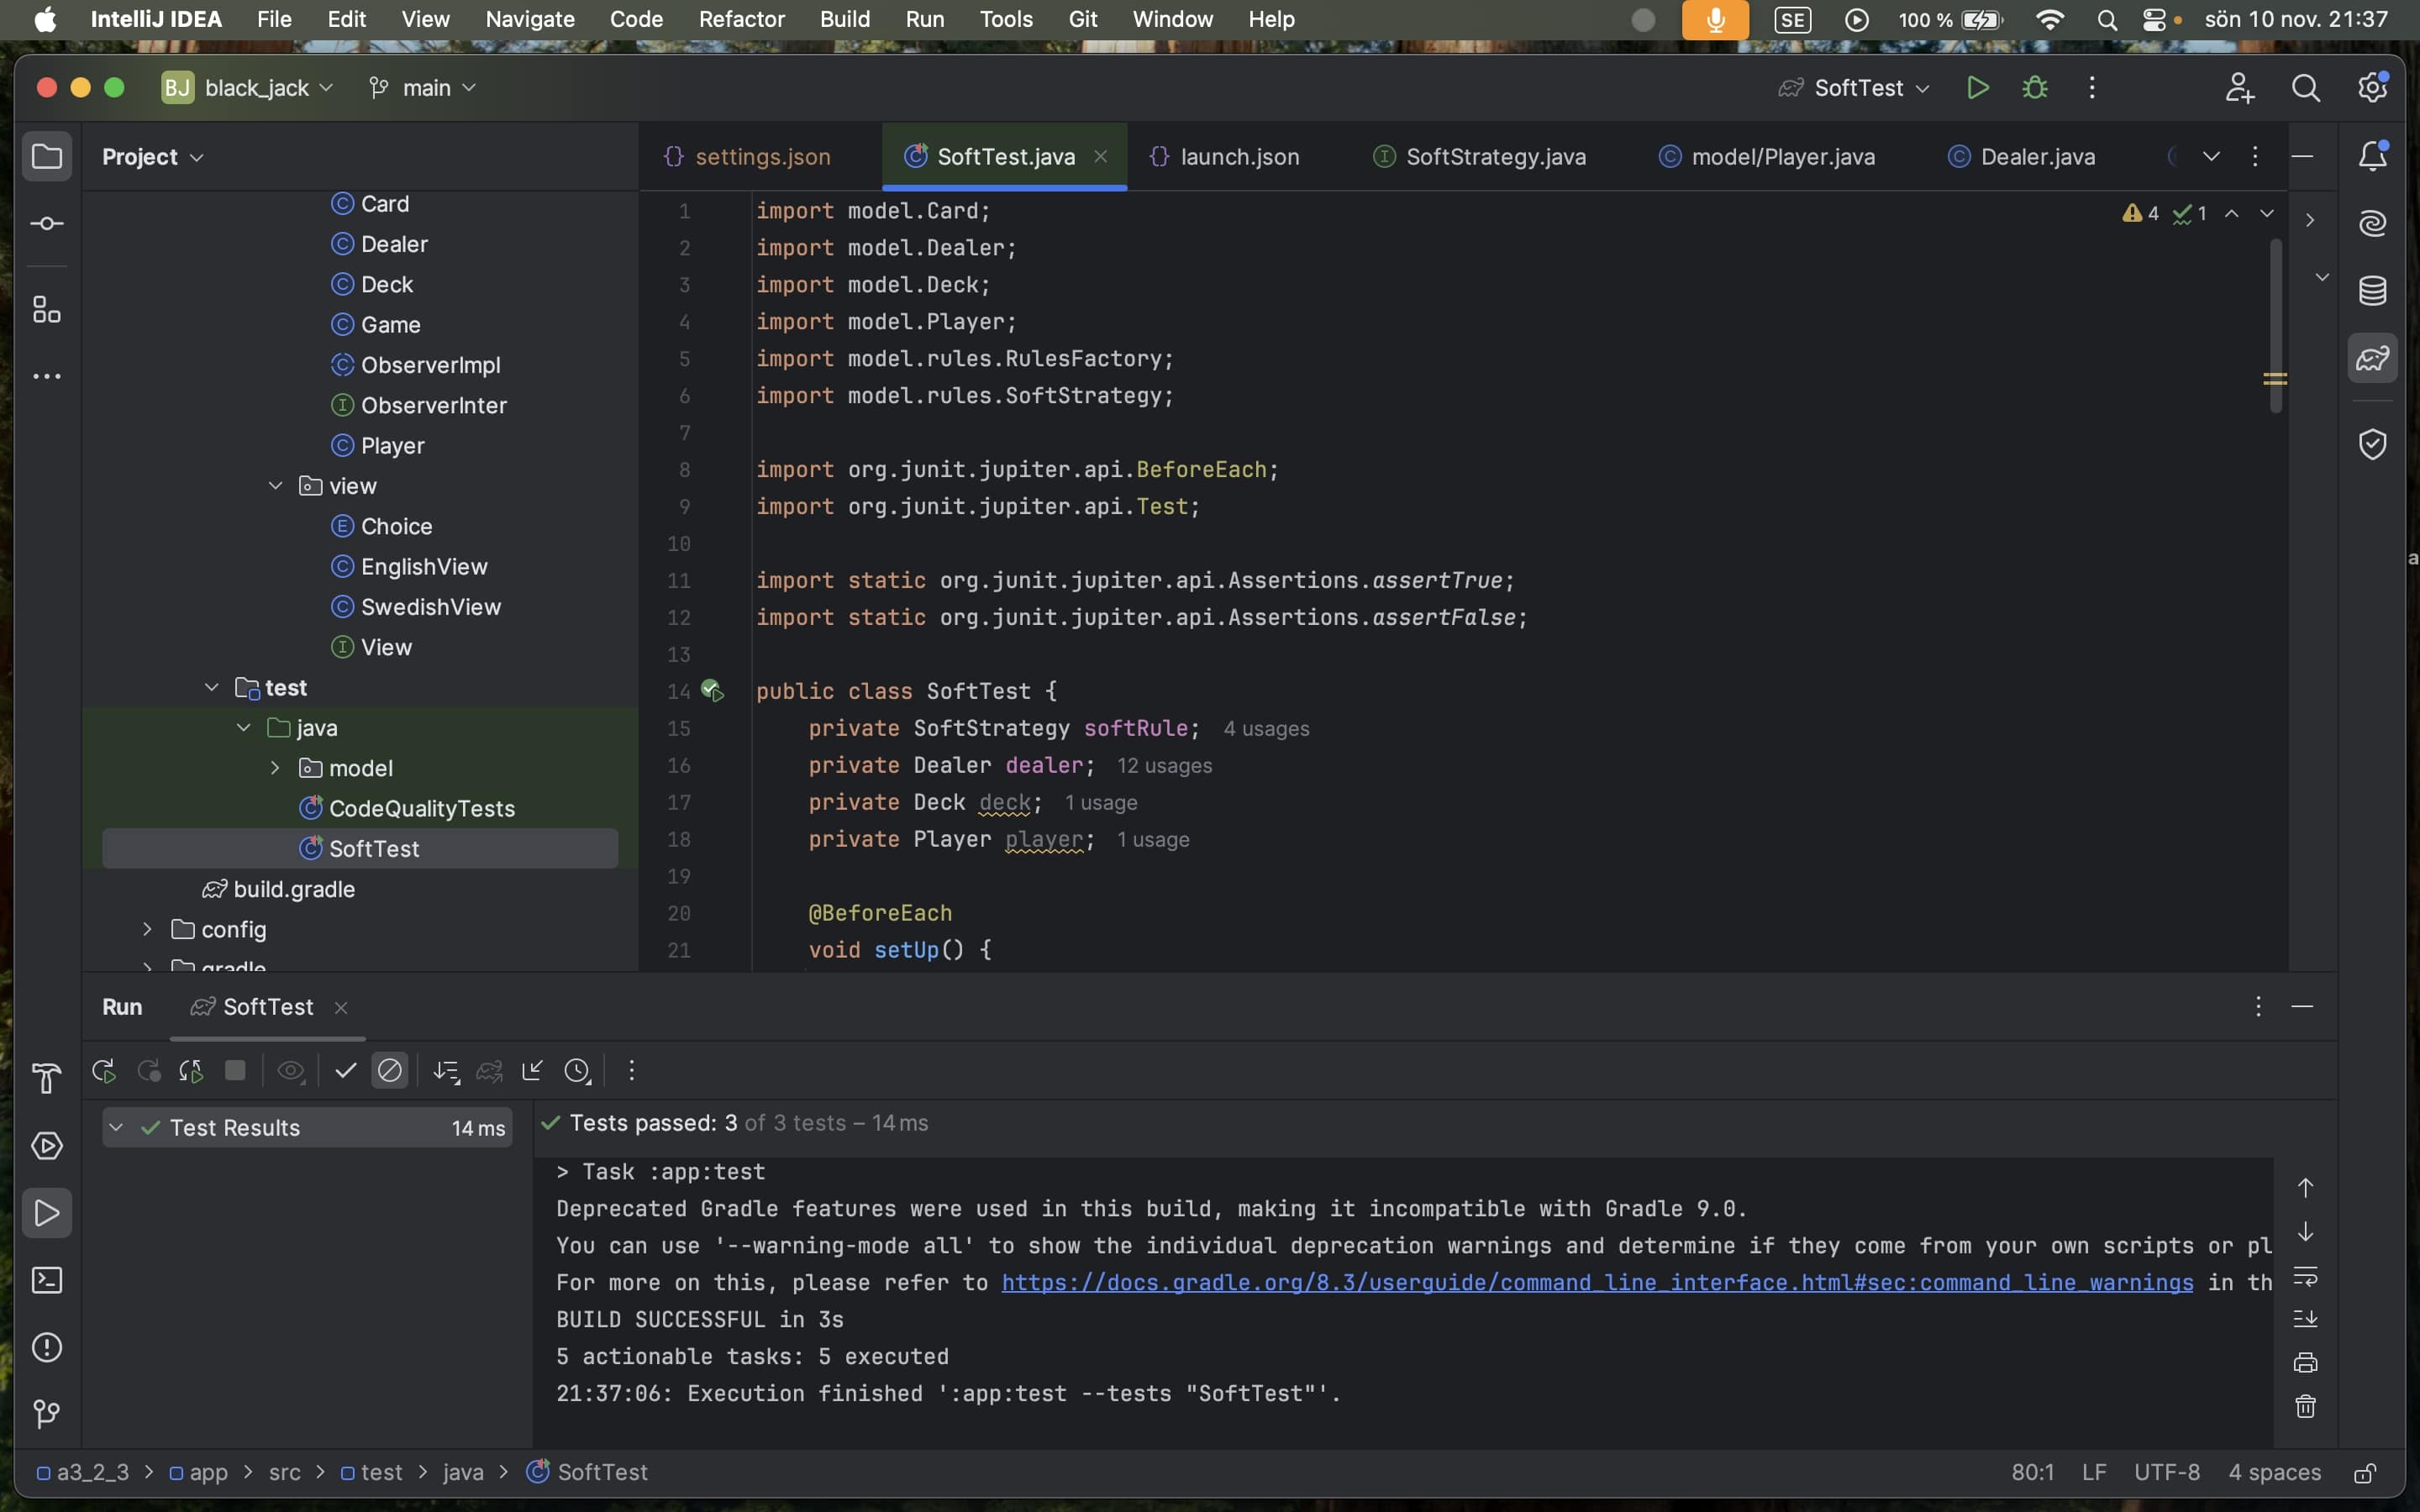 IntelliJ IDEA File Edit View Navigate Code Refactor Build Run Tools Git Window Help SE 100 % sön 10 nov. 21:37
BJ black_jack main SoftTest
Project
settings.json SoftTest.java launch.json SoftStrategy.java model/Player.java Dealer.java
Card
Dealer
Deck
Game
ObserverImpl
ObserverInter
Player
view
Choice
EnglishView
SwedishView
View
test
java
model
CodeQualityTests
SoftTest
build.gradle
config
gradle
4 1
1 import model.Card;
2 import model.Dealer;
3 import model.Deck;
4 import model.Player;
5 import model.rules.RulesFactory;
6 import model.rules.SoftStrategy;
7
8 import org.junit.jupiter.api.BeforeEach;
9 import org.junit.jupiter.api.Test;
10
11 import static org.junit.jupiter.api.Assertions.assertTrue;
12 import static org.junit.jupiter.api.Assertions.assertFalse;
13
14 public class SoftTest {
15 private SoftStrategy softRule; 4 usages
16 private Dealer dealer; 12 usages
17 private Deck deck; 1 usage
18 private Player player; 1 usage
19
20 @BeforeEach
21 void setUp() {
a
Run SoftTest
Test Results 14 ms
Tests passed: 3 of 3 tests – 14 ms
> Task :app:test
Deprecated Gradle features were used in this build, making it incompatible with Gradle 9.0.
You can use '--warning-mode all' to show the individual deprecation warnings and determine if they come from your own scripts or pl
For more on this, please refer to https://docs.gradle.org/8.3/userguide/command_line_interface.html#sec:command_line_warnings in th
BUILD SUCCESSFUL in 3s
5 actionable tasks: 5 executed
21:37:06: Execution finished ':app:test --tests "SoftTest"'.
a3_2_3 > app > src > test > java > SoftTest 80:1 LF UTF-8 4 spaces